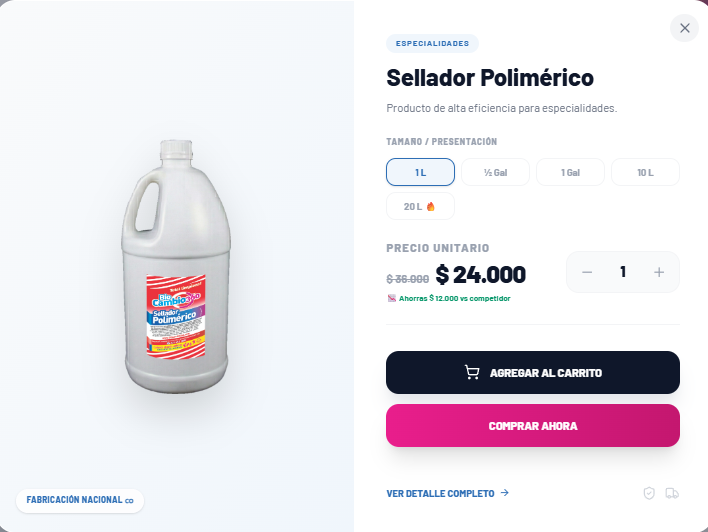 ESPECIALIDADES
Sellador Polimérico
Producto de alta eficiencia para especialidades.
TAMAÑO / PRESENTACIÓN
1 L
½ Gal
1 Gal
10 L
20 L 🔥
PRECIO UNITARIO
$ 36.000 $ 24.000
Ahorras $ 12.000 vs competidor
1
AGREGAR AL CARRITO
COMPRAR AHORA
VER DETALLE COMPLETO →
Bio
Cambio
Sellador
Polimérico
FABRICACIÓN NACIONAL CO